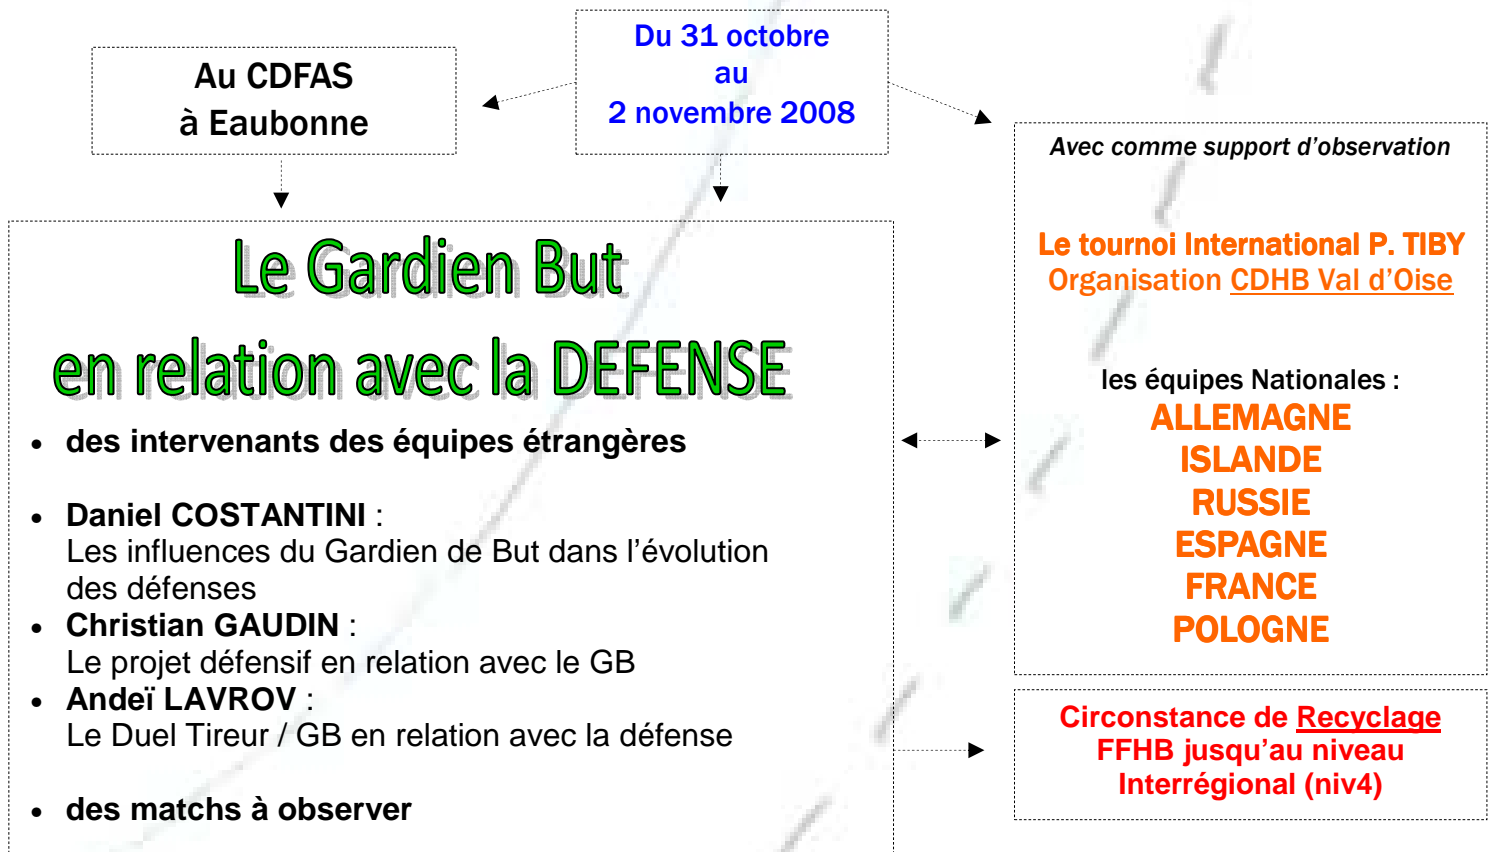 Au CDFAS
à Eaubonne
Du 31 octobre
au
2 novembre 2008
Le Gardien But
en relation avec la DEFENSE
• des intervenants des équipes étrangères
• Daniel COSTANTINI :
Les influences du Gardien de But dans l'évolution
des défenses
• Christian GAUDIN :
Le projet défensif en relation avec le GB
• Andeï LAVROV :
Le Duel Tireur / GB en relation avec la défense
• des matchs à observer
Avec comme support d'observation
Le tournoi International P. TIBY
Organisation CDHB Val d'Oise
les équipes Nationales :
ALLEMAGNE
ISLANDE
RUSSIE
ESPAGNE
FRANCE
POLOGNE
Circonstance de Recyclage
FFHB jusqu'au niveau
Interrégional (niv4)